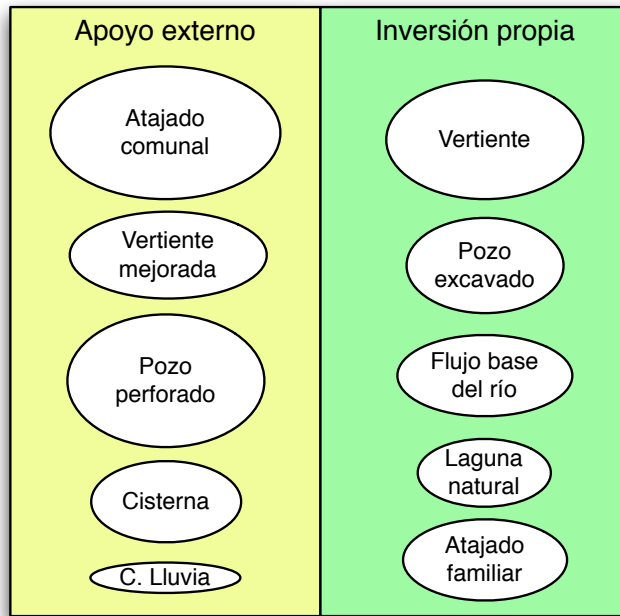 Apoyo externo
Atajado
comunal
Vertiente
mejorada
Pozo
perforado
Cisterna
C. Lluvia
Inversión propia
Vertiente
Pozo
excavado
Flujo base
del río
Laguna
natural
Atajado
familiar